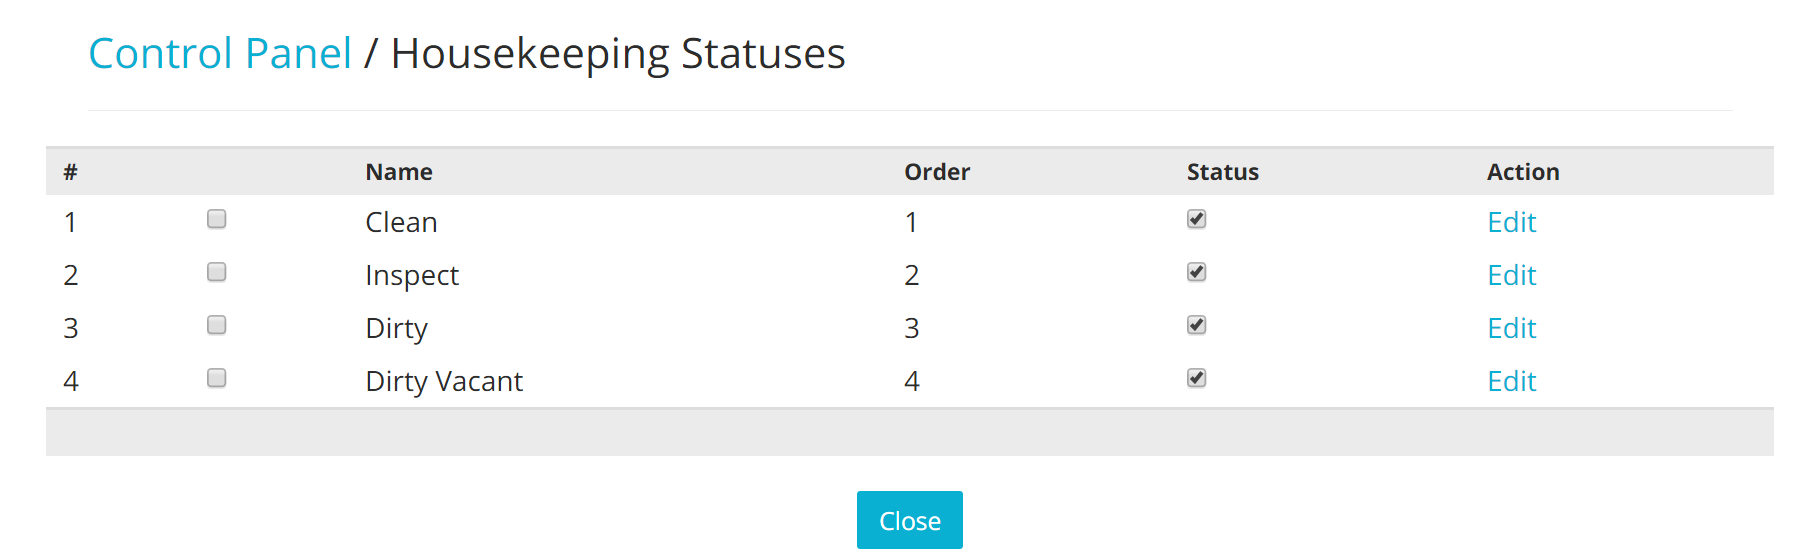 Control Panel / Housekeeping Statuses
# Name Order Status Action
1 Clean 1 Edit
2 Inspect 2 Edit
3 Dirty 3 Edit
4 Dirty Vacant 4 Edit
Close